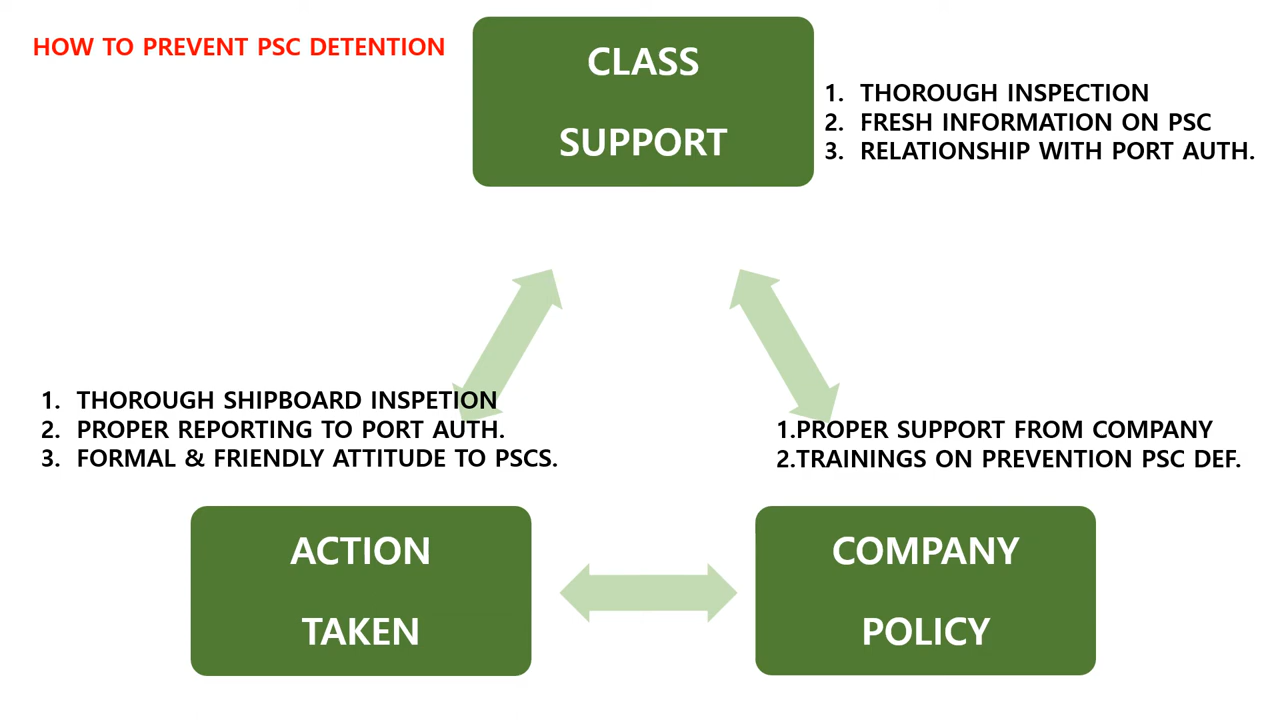 HOW TO PREVENT PSC DETENTION
CLASS
SUPPORT
1. THOROUGH INSPECTION
2. FRESH INFORMATION ON PSC
3. RELATIONSHIP WITH PORT AUTH.
1. THOROUGH SHIPBOARD INSPETION
2. PROPER REPORTING TO PORT AUTH.
3. FORMAL & FRIENDLY ATTITUDE TO PSCS.
1.PROPER SUPPORT FROM COMPANY
2.TRAININGS ON PREVENTION PSC DEF.
ACTION
TAKEN
COMPANY
POLICY